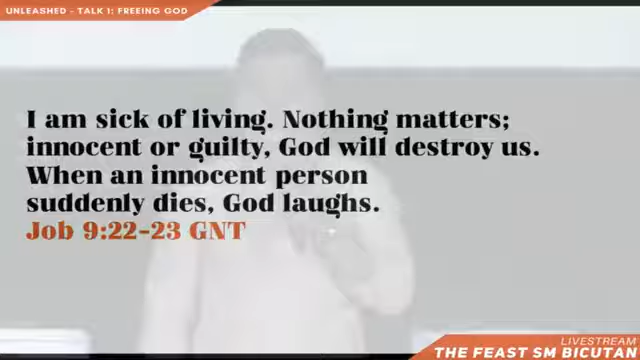 UNLEASHED - TALK 1: FREEING GOD
I am sick of living. Nothing matters;
innocent or guilty, God will destroy us.
When an innocent person
suddenly dies, God laughs.
Job 9:22-23 GNT
LIVESTREAM
THE FEAST SM BICUTAN